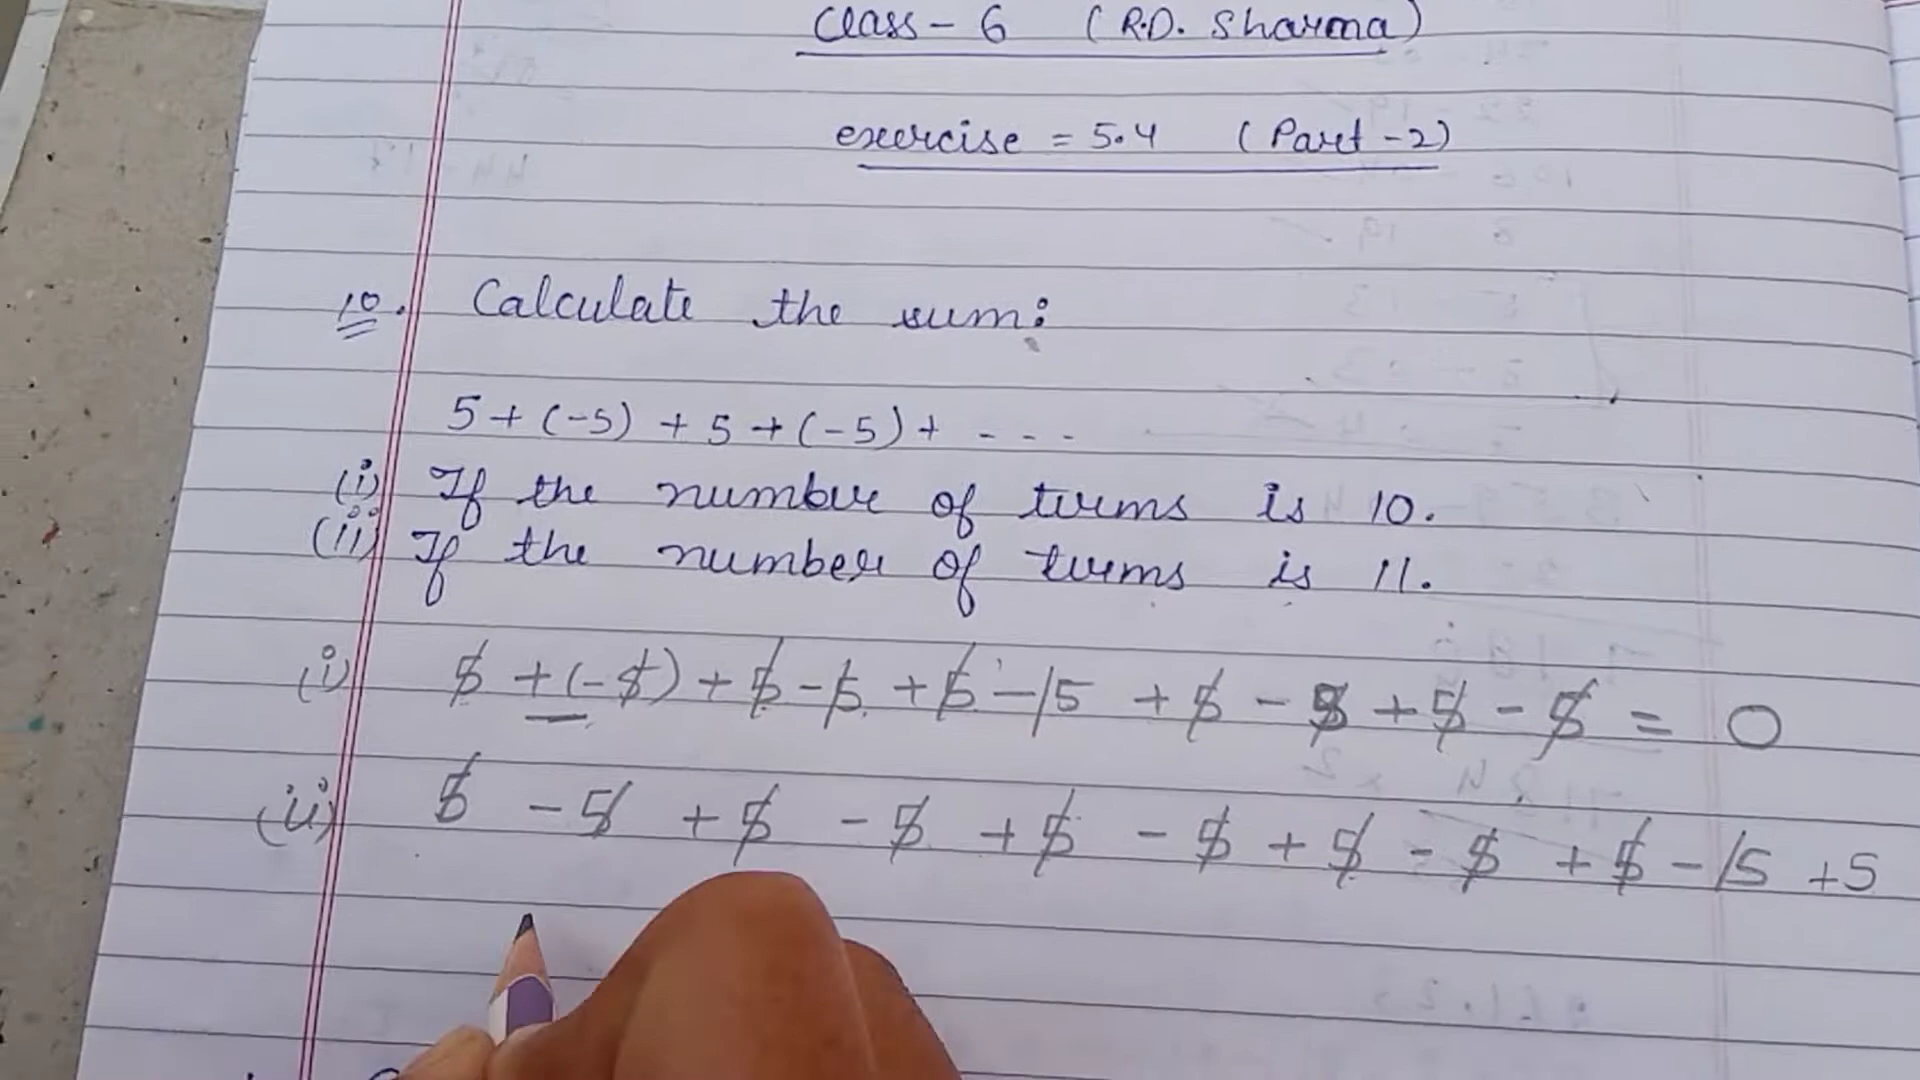 Class - 6 (R.D. Sharma)
exercise = 5.4 (Part -2)
10. Calculate the sum:
5 + (-5) + 5 + (-5) + - - -
(i) If the number of terms is 10.
(ii) If the number of terms is 11.
(i) 5 + (-5) + 5 - 5 + 5 - 5 + 5 - 5 + 5 - 5 = 0
(ii) 5 - 5 + 5 - 5 + 5 - 5 + 5 - 5 + 5 - 5 + 5